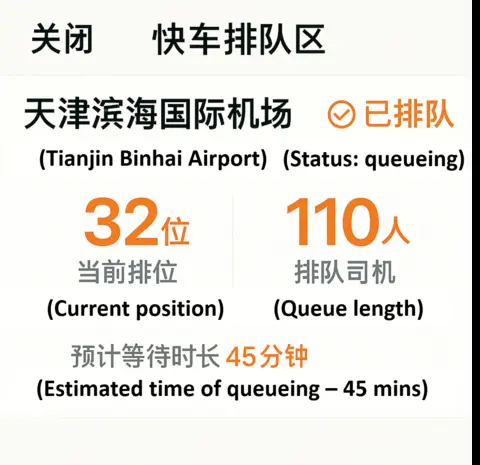 关闭 快车排队区
天津滨海国际机场 已排队
(Tianjin Binhai Airport) (Status: queueing)
32位 110人
当前排位 排队司机
(Current position) (Queue length)
预计等待时长 45分钟
(Estimated time of queueing – 45 mins)